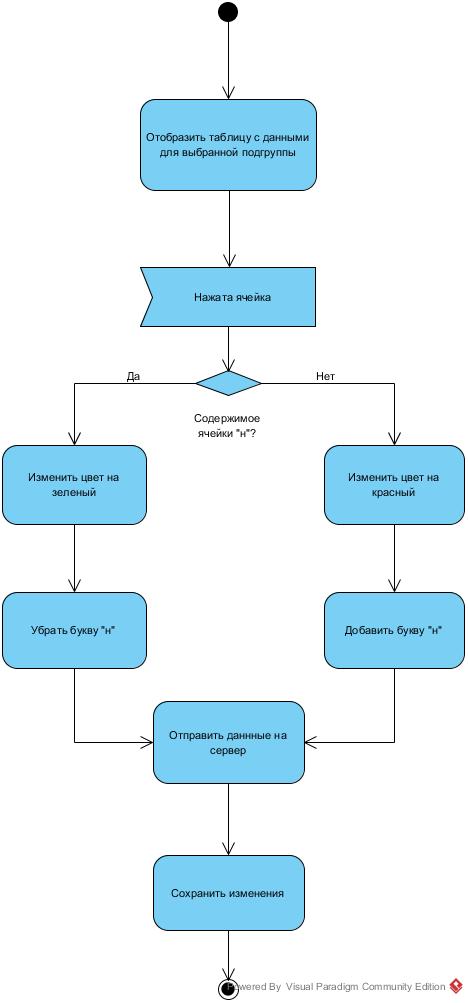 Отобразить таблицу с данными
для выбранной подгруппы
Нажата ячейка
Да
Нет
Содержимое
ячейки "н"?
Изменить цвет на
зеленый
Изменить цвет на
красный
Убрать букву "н"
Добавить букву "н"
Отправить даннные на
сервер
Сохранить изменения
Powered By Visual Paradigm Community Edition